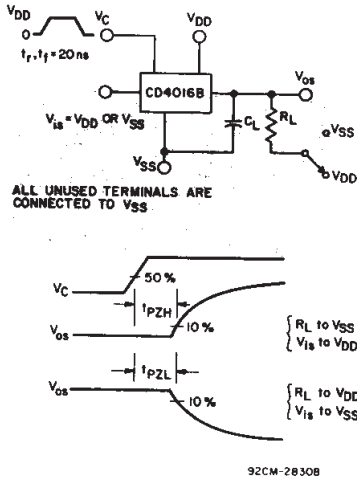 VDD
0
tr, tf = 20 ns
VC
VDD
CD4016B
Vos
Vis = VDD OR VSS
CL
RL
VSS
VDD
VSS
ALL UNUSED TERMINALS ARE
CONNECTED TO VSS
VC
50 %
tPZH
10 %
Vos
RL to VSS
Vis to VDD
tPZL
Vos
10 %
RL to VDD
Vis to VSS
92CM-28308